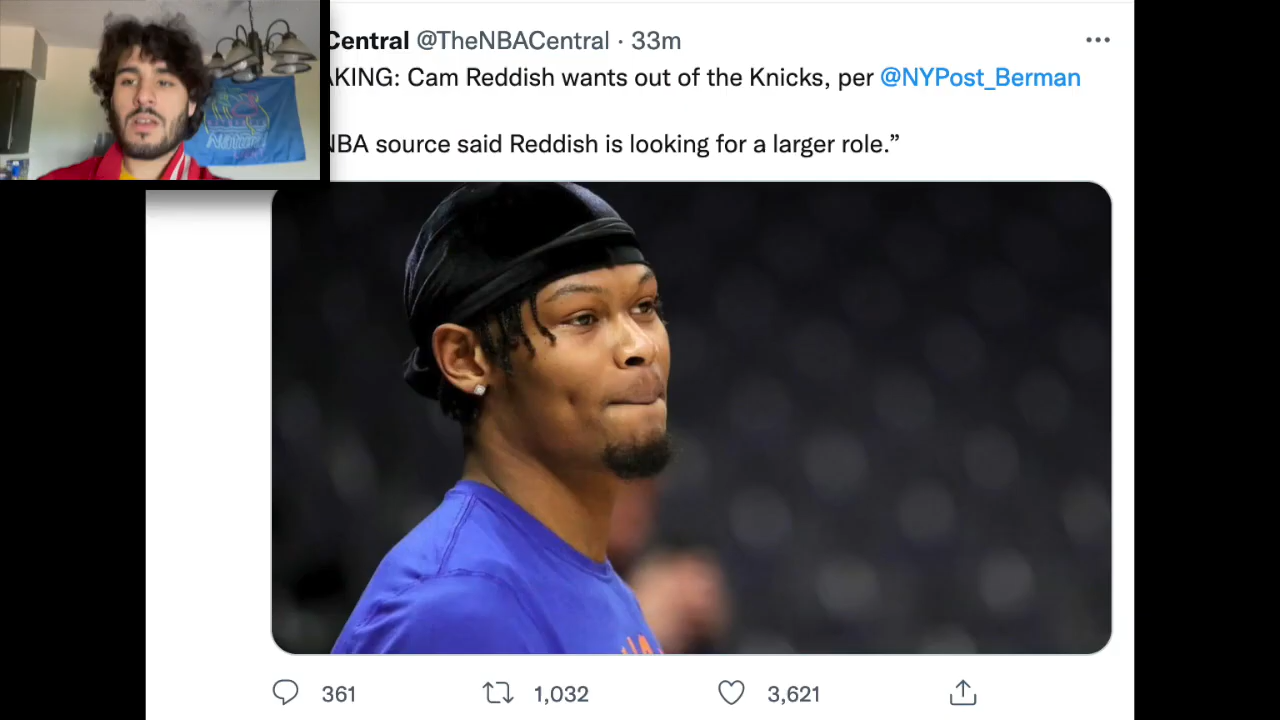 Central @TheNBACentral · 33m
AKING: Cam Reddish wants out of the Knicks, per @NYPost_Berman
NBA source said Reddish is looking for a larger role.”
361 1,032 3,621